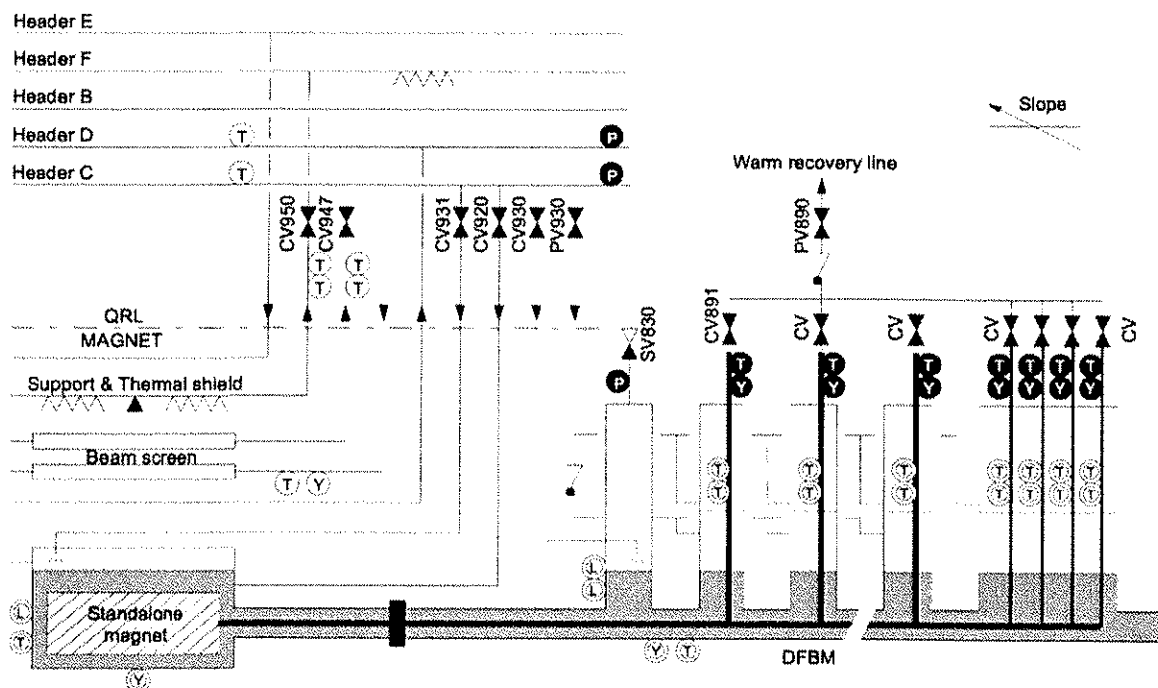 Header E
Header F
Header B
Header D
T
P
Header C
T
P
Slope
Warm recovery line
CV950
CV947
CV931
CV920
CV930
PV930
PV890
T
T
T
T
QRL
MAGNET
SV830
CV891
CV
CV
CV
CV
P
T
Y
T
Y
T
Y
T
Y
T
Y
T
Y
T
Y
Support & Thermal shield
Beam screen
T
Y
T
T
T
T
T
T
T
T
T
T
T
T
T
T
L
L
L
T
Standalone
magnet
Y
Y
T
DFBM